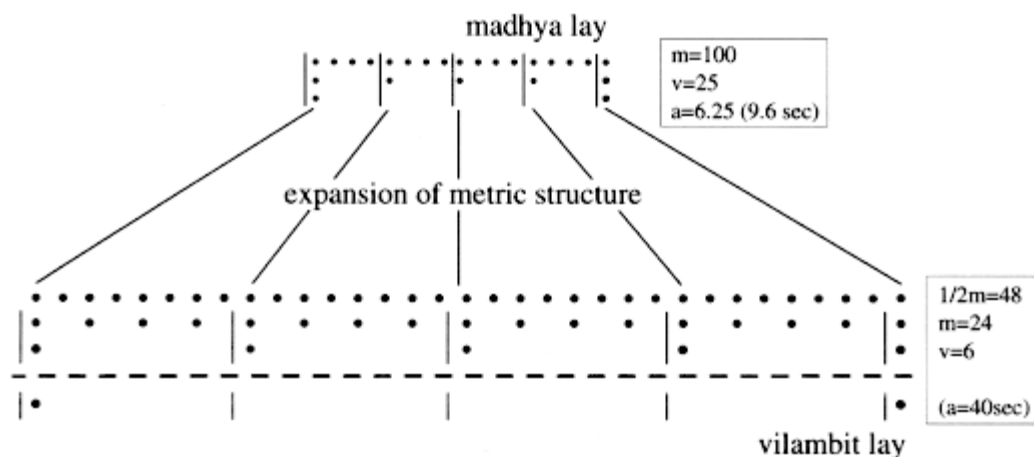 madhya lay
m=100
v=25
a=6.25 (9.6 sec)
expansion of metric structure
1/2m=48
m=24
v=6
(a=40sec)
vilambit lay